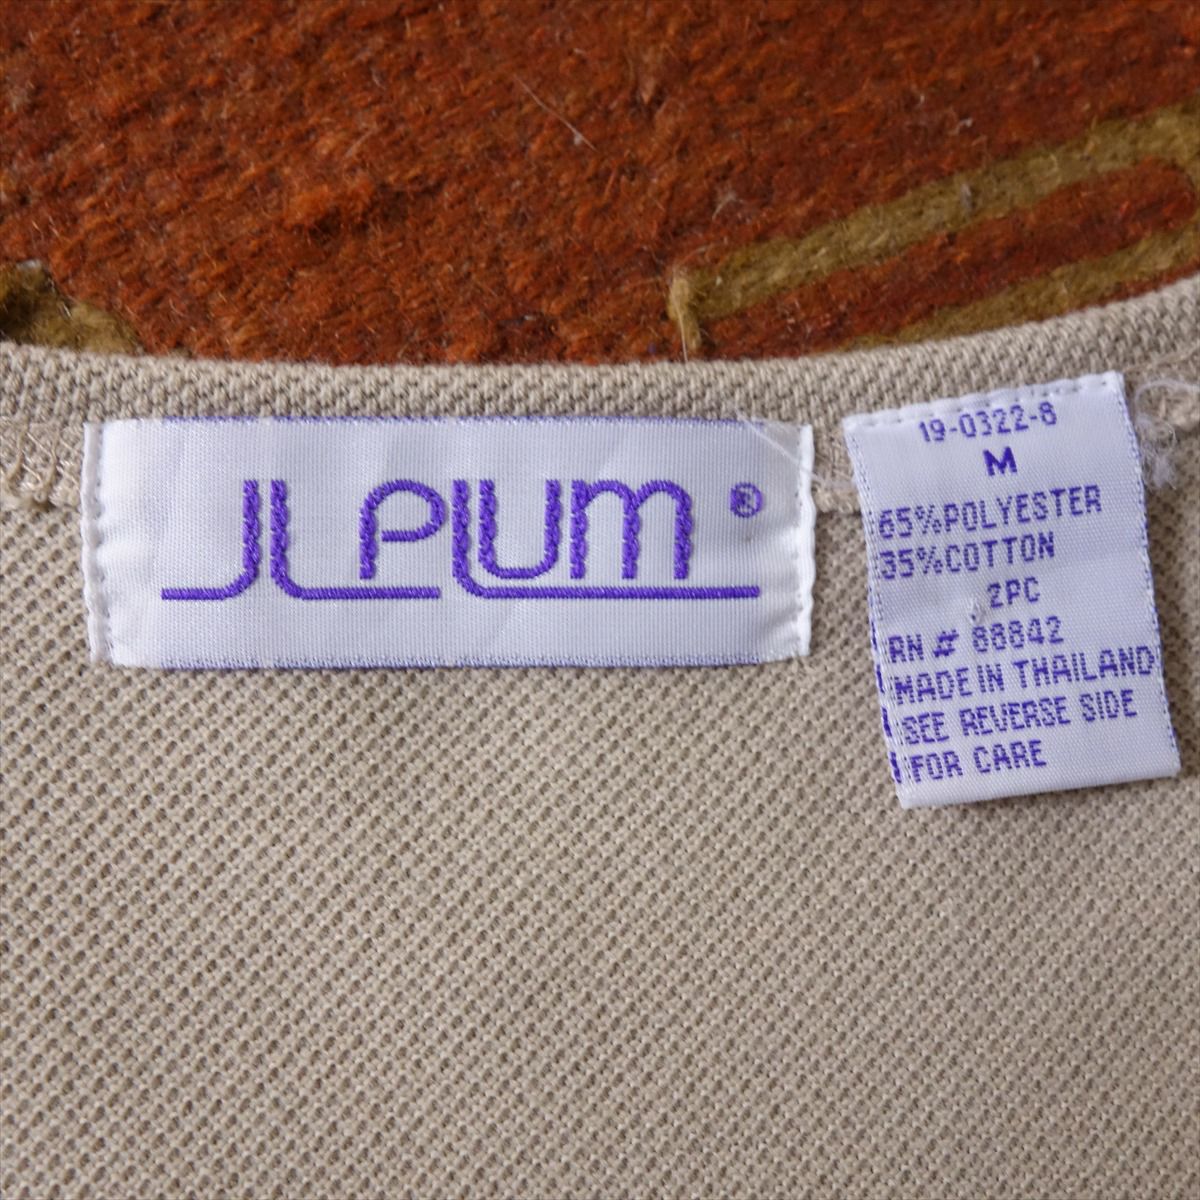 JL PLUM ®
19-0322-8
M
65%POLYESTER
35%COTTON
2PC
RN # 88842
MADE IN THAILAND
SEE REVERSE SIDE
FOR CARE